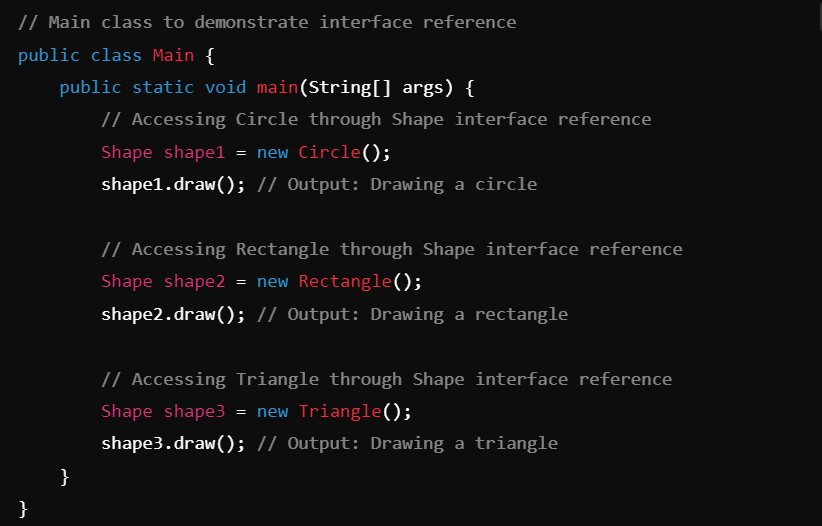 // Main class to demonstrate interface reference
public class Main {
    public static void main(String[] args) {
        // Accessing Circle through Shape interface reference
        Shape shape1 = new Circle();
        shape1.draw(); // Output: Drawing a circle

        // Accessing Rectangle through Shape interface reference
        Shape shape2 = new Rectangle();
        shape2.draw(); // Output: Drawing a rectangle

        // Accessing Triangle through Shape interface reference
        Shape shape3 = new Triangle();
        shape3.draw(); // Output: Drawing a triangle
    }
}